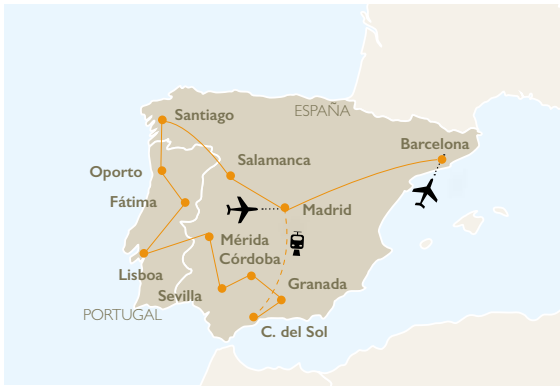 ESPAÑA
Santiago
Barcelona
Salamanca
Oporto
Fátima
Madrid
Mérida
Córdoba
Lisboa
Granada
Sevilla
PORTUGAL
C. del Sol